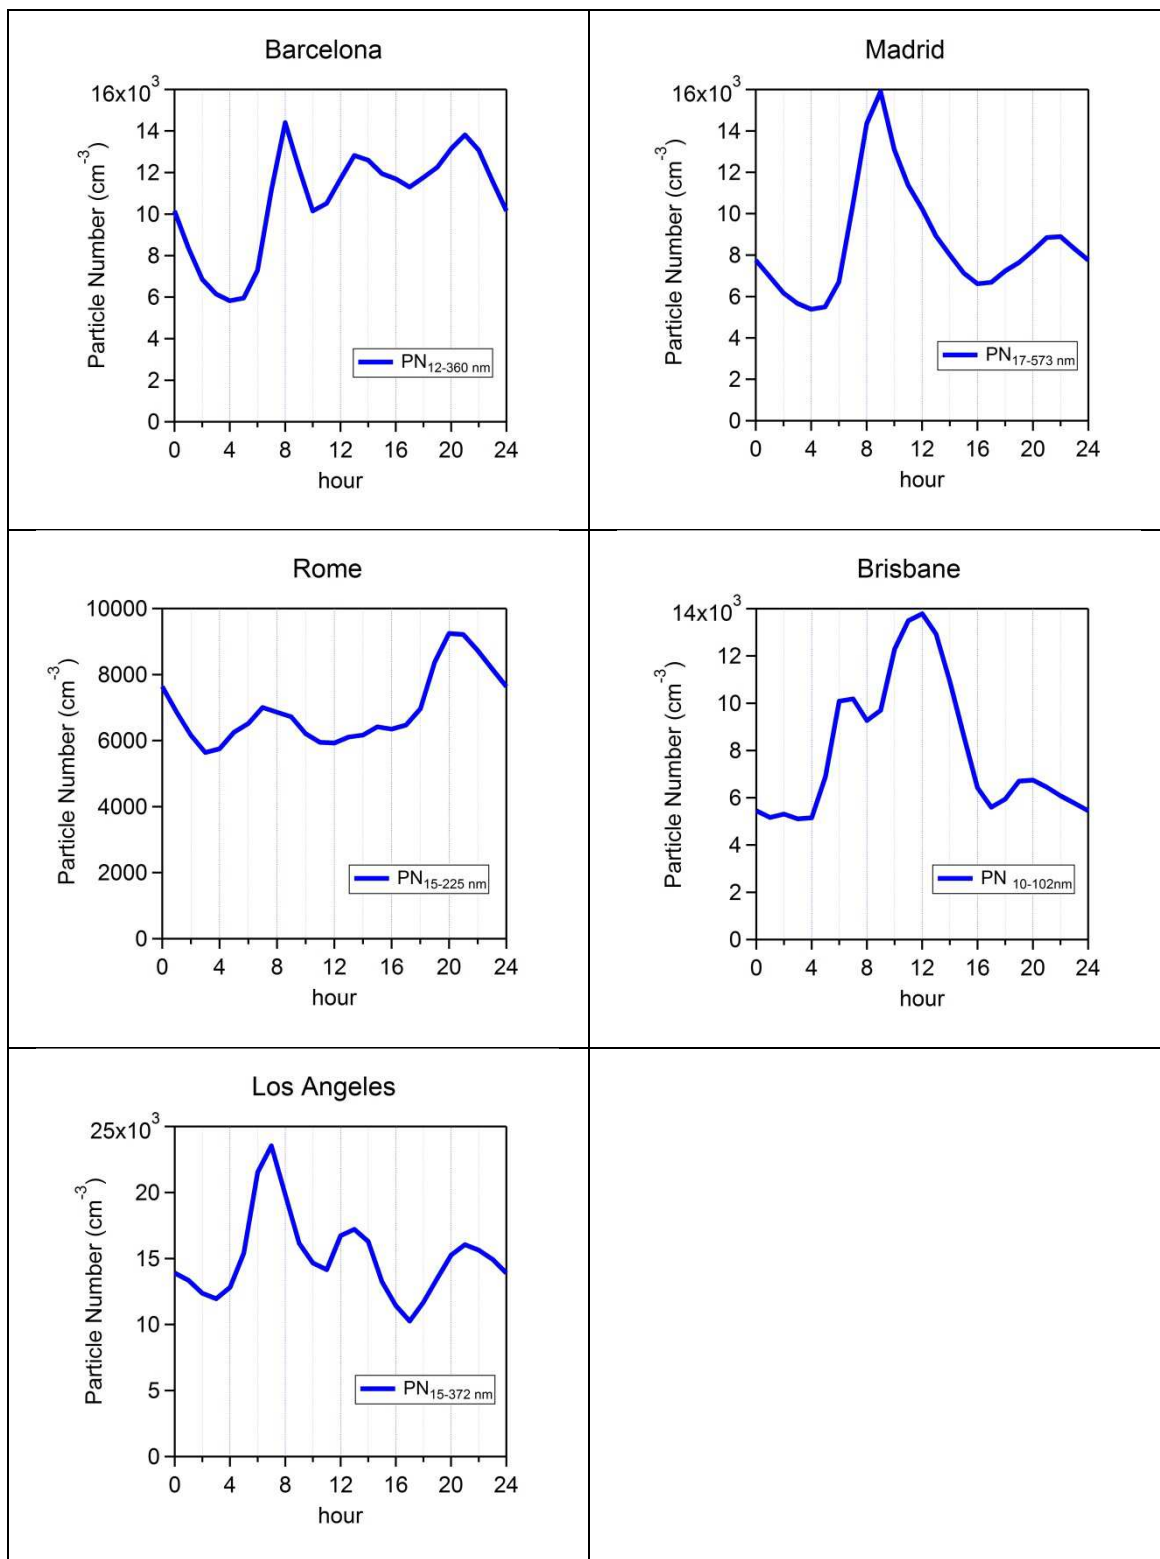 Barcelona
16x10³
14
12
10
8
6
4
2
0
Particle Number (cm⁻³)
PN₁₂₋₃₆₀ ₙₘ
0 4 8 12 16 20 24
hour
Madrid
16x10³
14
12
10
8
6
4
2
0
Particle Number (cm⁻³)
PN₁₇₋₅₇₃ ₙₘ
0 4 8 12 16 20 24
hour
Rome
10000
8000
6000
4000
2000
0
Particle Number (cm⁻³)
PN₁₅₋₂₂₅ ₙₘ
0 4 8 12 16 20 24
hour
Brisbane
14x10³
12
10
8
6
4
2
0
Particle Number (cm⁻³)
PN ₁₀₋₁₀₂ₙₘ
0 4 8 12 16 20 24
hour
Los Angeles
25x10³
20
15
10
5
0
Particle Number (cm⁻³)
PN₁₅₋₃₇₂ ₙₘ
0 4 8 12 16 20 24
hour